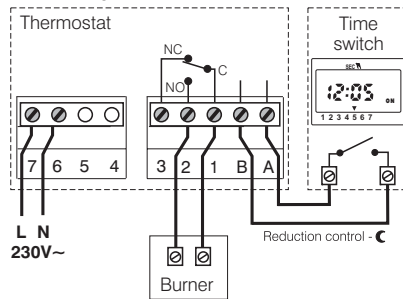 Thermostat
Time
switch
NC
C
NO
SEC
12:05
ON
1 2 3 4 5 6 7
7 6 5 4
3 2 1 B A
L N
230V~
Burner
Reduction control -